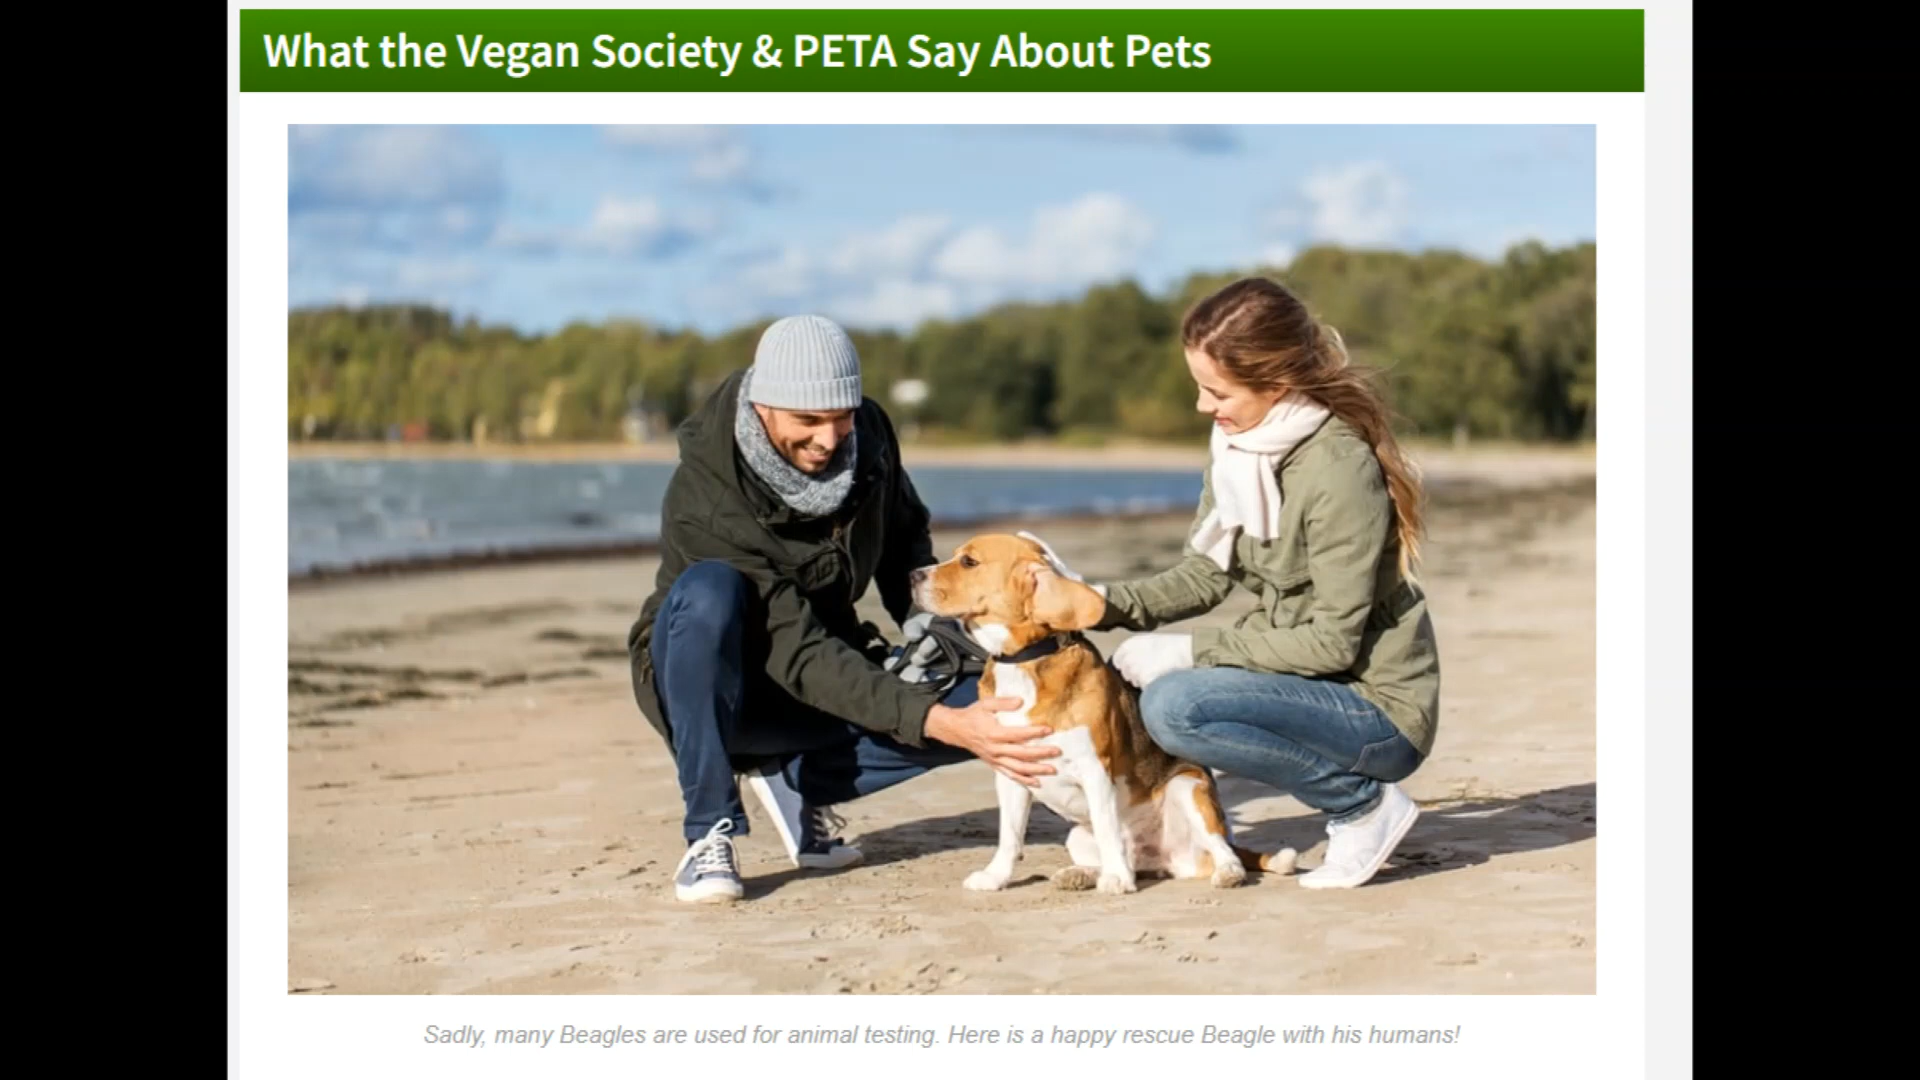 What the Vegan Society & PETA Say About Pets
Sadly, many Beagles are used for animal testing. Here is a happy rescue Beagle with his humans!